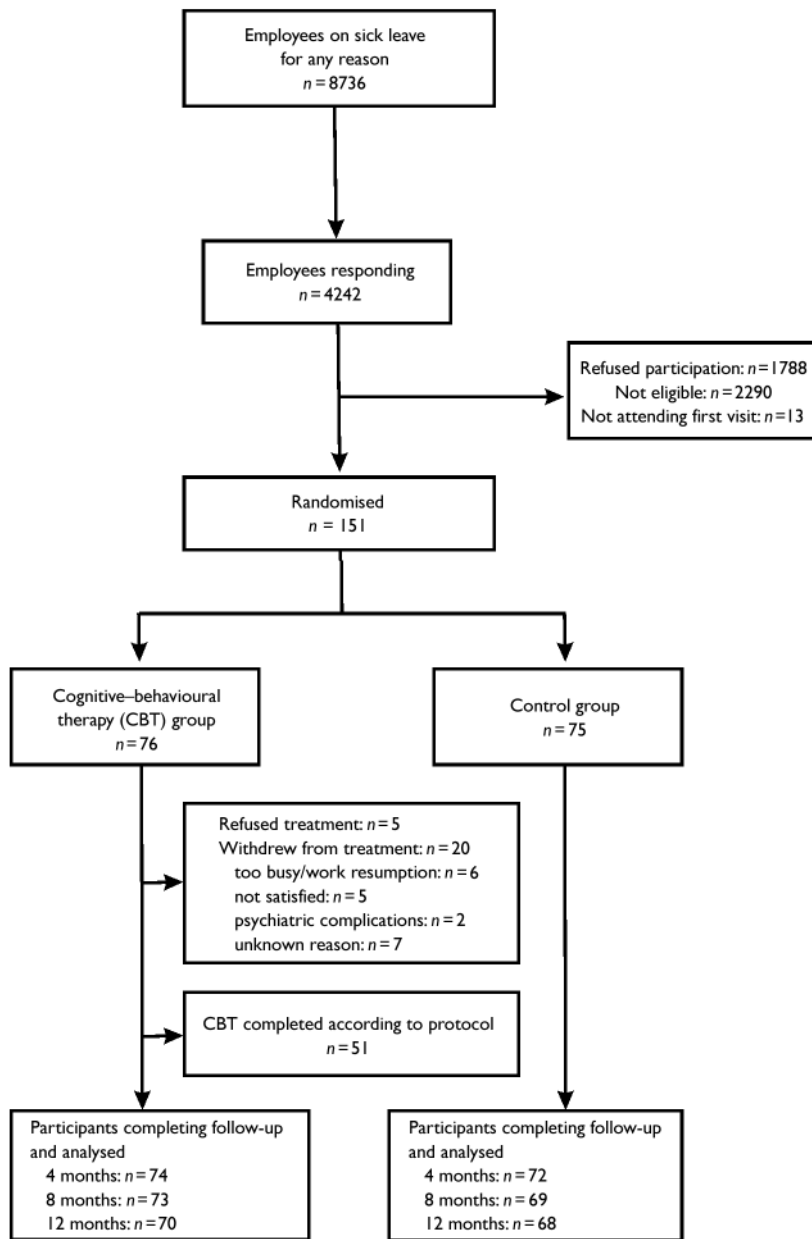 Employees on sick leave
for any reason
n = 8736
Employees responding
n = 4242
Refused participation: n = 1788
Not eligible: n = 2290
Not attending first visit: n = 13
Randomised
n = 151
Cognitive–behavioural
therapy (CBT) group
n = 76
Control group
n = 75
Refused treatment: n = 5
Withdrew from treatment: n = 20
too busy/work resumption: n = 6
not satisfied: n = 5
psychiatric complications: n = 2
unknown reason: n = 7
CBT completed according to protocol
n = 51
Participants completing follow-up
and analysed
4 months: n = 74
8 months: n = 73
12 months: n = 70
Participants completing follow-up
and analysed
4 months: n = 72
8 months: n = 69
12 months: n = 68